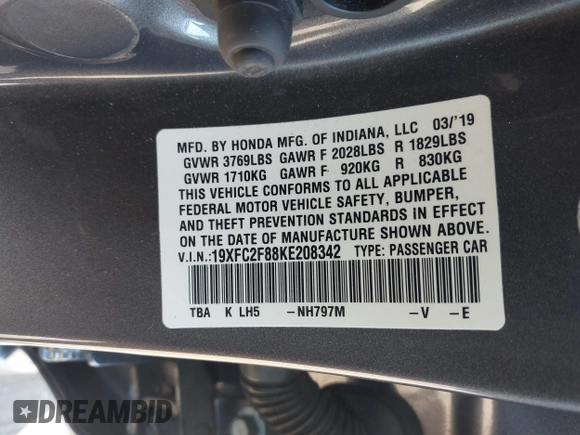 MFD. BY HONDA MFG. OF INDIANA, LLC 03/'19
GVWR 3769LBS GAWR F 2028LBS R 1829LBS
GVWR 1710KG GAWR F 920KG R 830KG
THIS VEHICLE CONFORMS TO ALL APPLICABLE
FEDERAL MOTOR VEHICLE SAFETY, BUMPER,
AND THEFT PREVENTION STANDARDS IN EFFECT
ON THE DATE OF MANUFACTURE SHOWN ABOVE.
V.I.N.:19XFC2F88KE208342 TYPE: PASSENGER CAR
TBA K LH5 -NH797M -V -E
DREAMBID